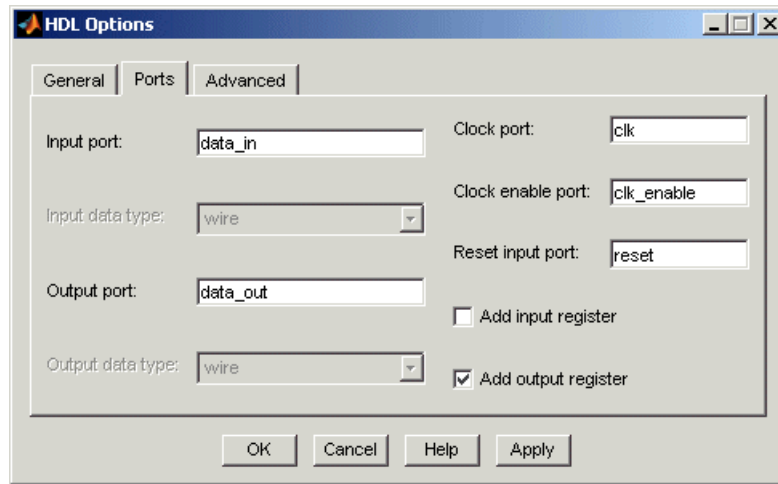 HDL Options
General Ports Advanced
Input port: data_in
Clock port: clk
Input data type: wire
Clock enable port: clk_enable
Reset input port: reset
Output port: data_out
Add input register
Output data type: wire
Add output register
OK Cancel Help Apply